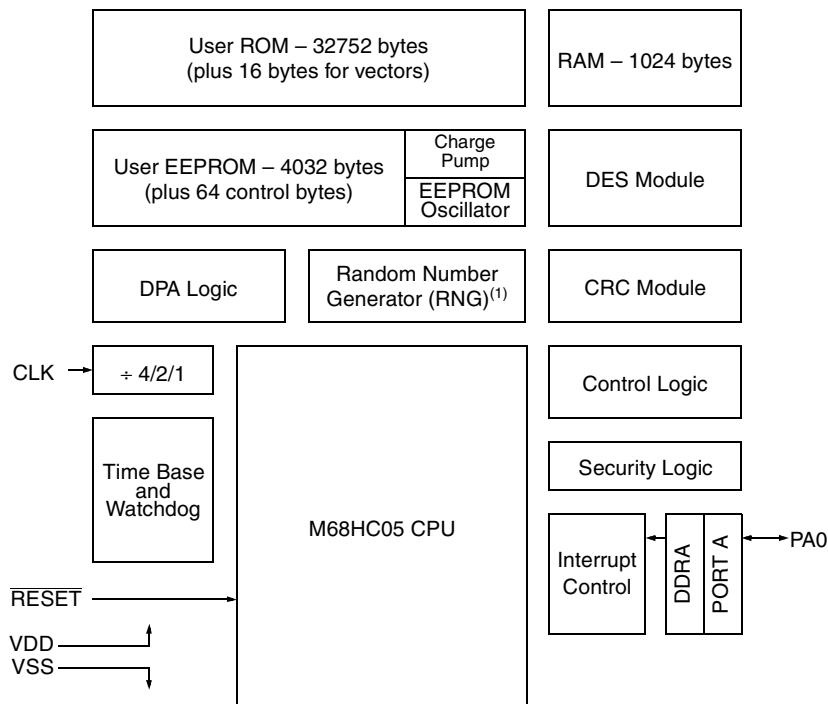 User ROM – 32752 bytes
(plus 16 bytes for vectors)
RAM – 1024 bytes
User EEPROM – 4032 bytes
(plus 64 control bytes)
Charge
Pump
EEPROM
Oscillator
DES Module
DPA Logic
Random Number
Generator (RNG)(1)
CRC Module
CLK
÷ 4/2/1
Control Logic
Time Base
and
Watchdog
M68HC05 CPU
Security Logic
Interrupt
Control
DDRA
PORT A
PA0
RESET
VDD
VSS